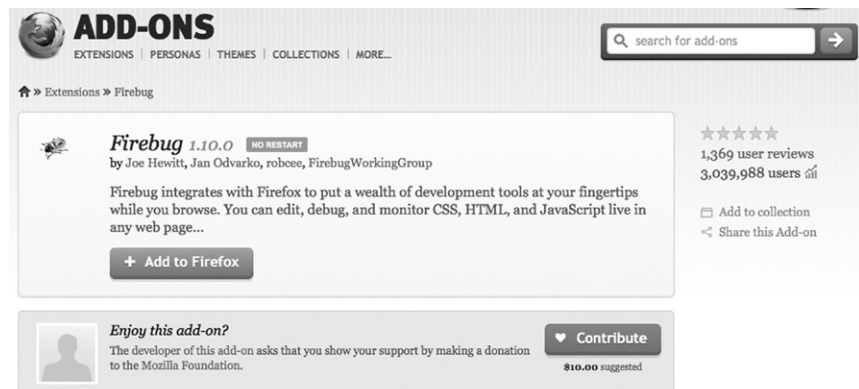 ADD-ONS
EXTENSIONS | PERSONAS | THEMES | COLLECTIONS | MORE...
search for add-ons
» Extensions » Firebug
Firebug 1.10.0 NO RESTART
by Joe Hewitt, Jan Odvarko, robcee, FirebugWorkingGroup
Firebug integrates with Firefox to put a wealth of development tools at your fingertips
while you browse. You can edit, debug, and monitor CSS, HTML, and JavaScript live in
any web page...
+ Add to Firefox
1,369 user reviews
3,039,988 users
Add to collection
Share this Add-on
Enjoy this add-on?
The developer of this add-on asks that you show your support by making a donation
to the Mozilla Foundation.
Contribute
$10.00 suggested